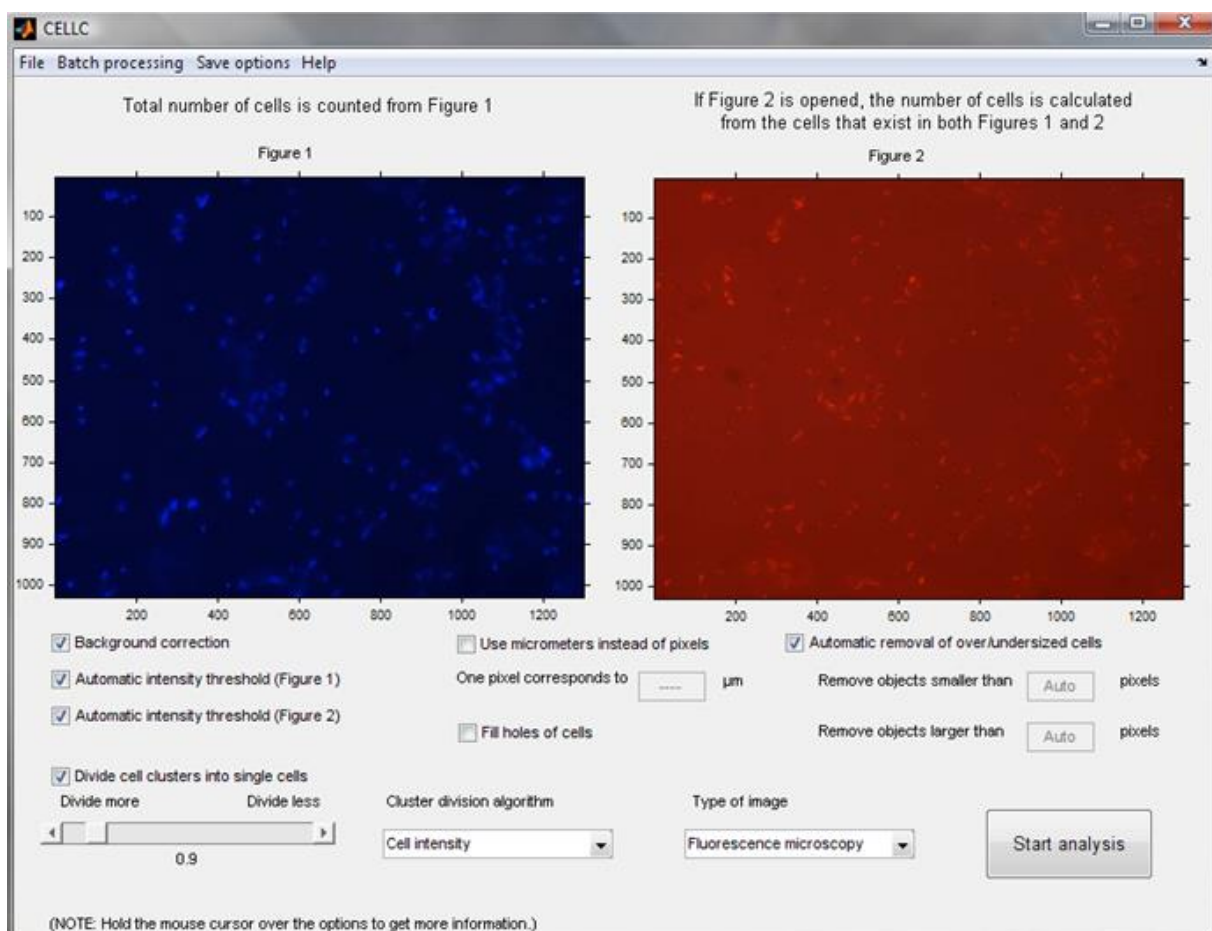 CELLC
File Batch processing Save options Help
Total number of cells is counted from Figure 1
If Figure 2 is opened, the number of cells is calculated
from the cells that exist in both Figures 1 and 2
Figure 1
Figure 2
100
200
300
400
500
600
700
800
900
1000
200 400 600 800 1000 1200
100
200
300
400
500
600
700
800
900
1000
200 400 600 800 1000 1200
Background correction
Automatic intensity threshold (Figure 1)
Automatic intensity threshold (Figure 2)
Use micrometers instead of pixels
One pixel corresponds to ---- µm
Fill holes of cells
Automatic removal of over/undersized cells
Remove objects smaller than Auto pixels
Remove objects larger than Auto pixels
Divide cell clusters into single cells
Divide more Divide less
0.9
Cluster division algorithm
Cell intensity
Type of image
Fluorescence microscopy
Start analysis
(NOTE: Hold the mouse cursor over the options to get more information.)